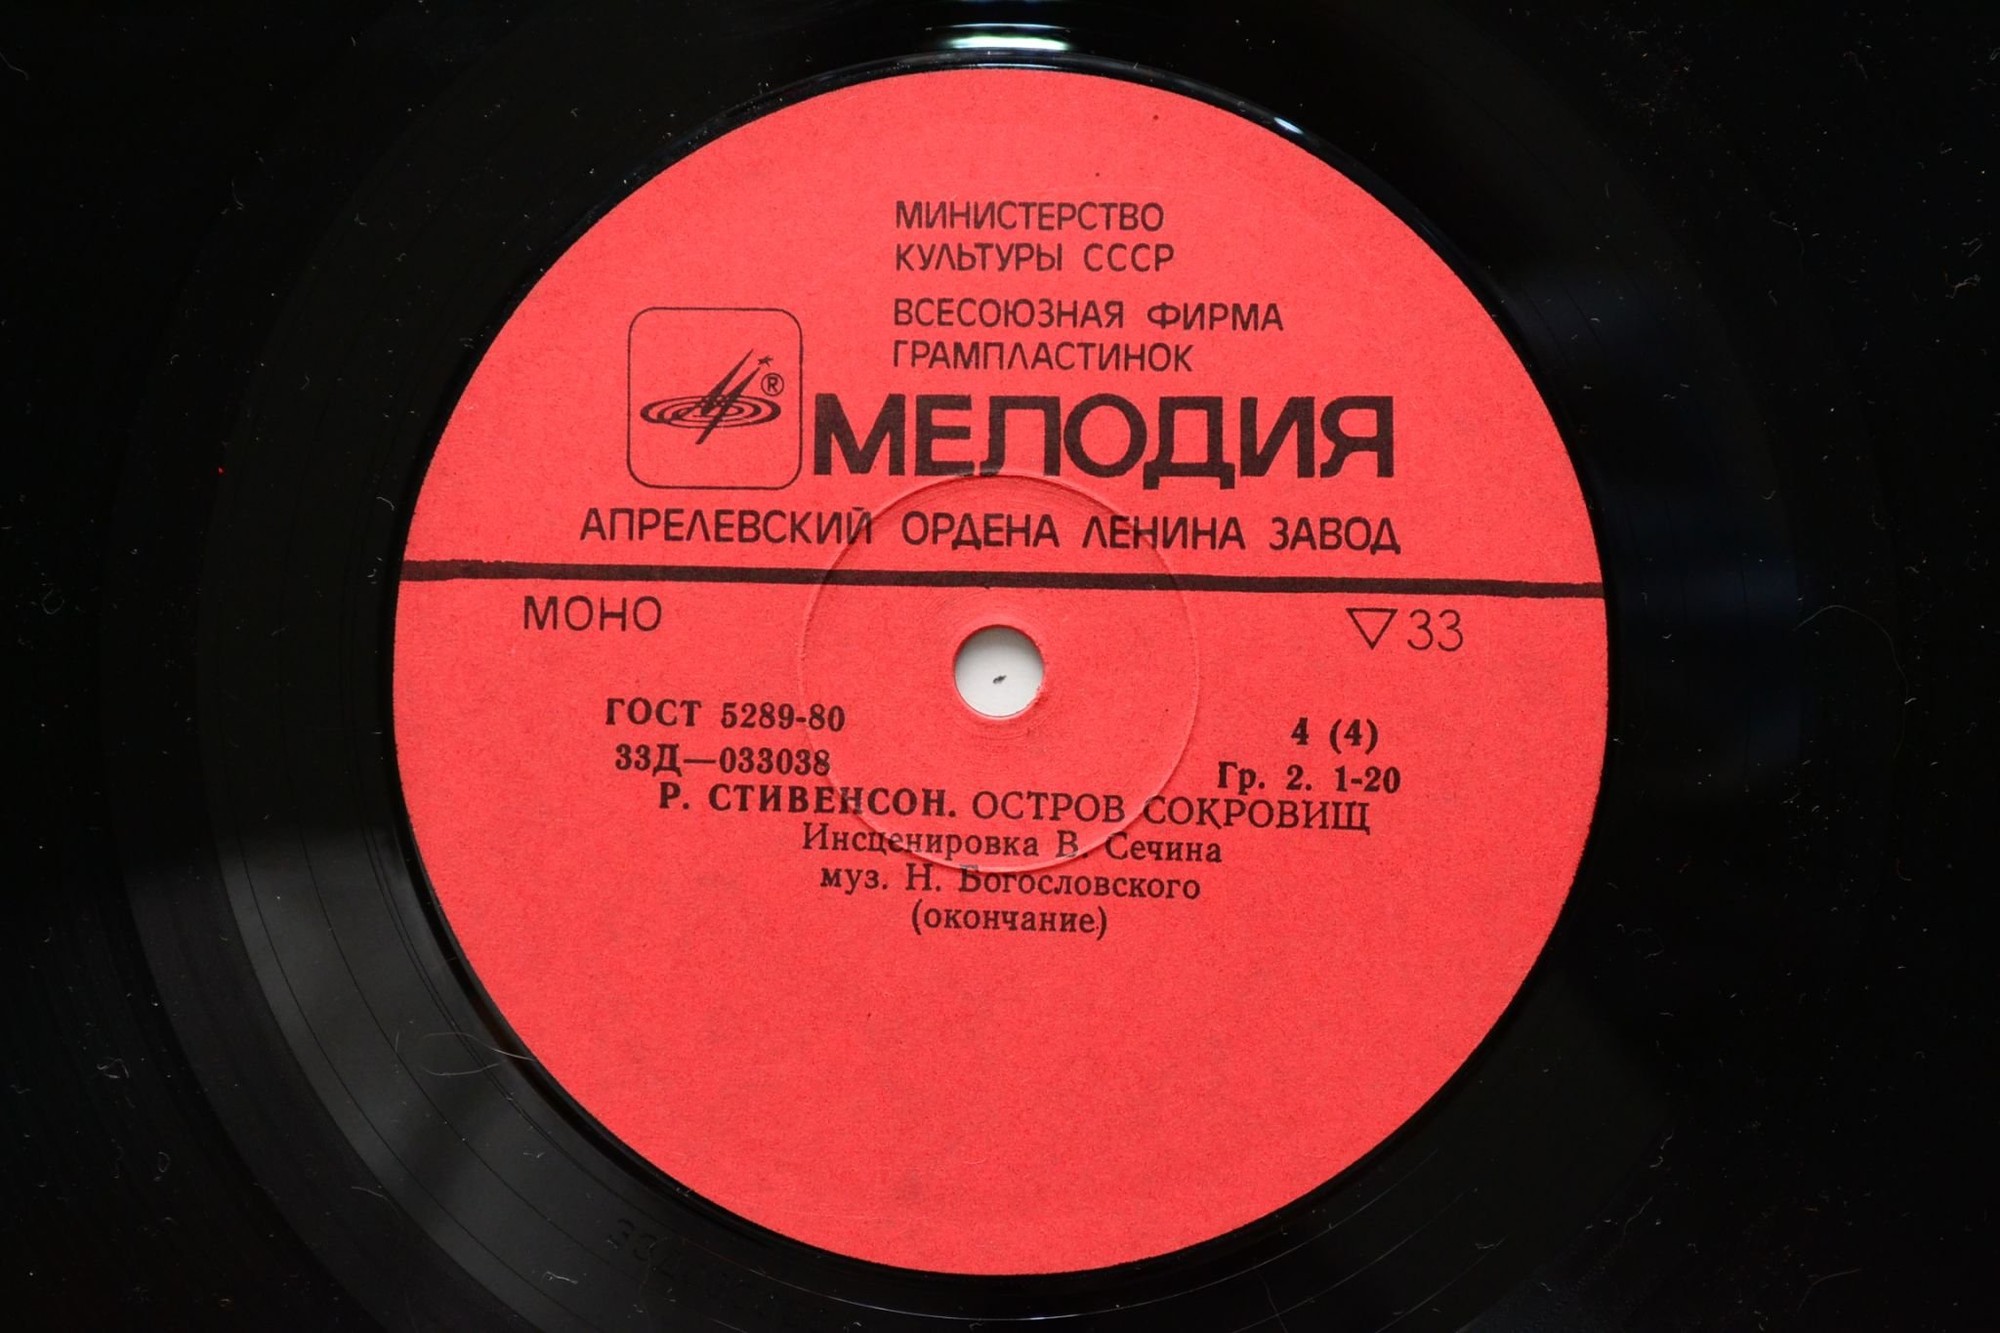 МИНИСТЕРСТВО
КУЛЬТУРЫ СССР
ВСЕСОЮЗНАЯ ФИРМА
ГРАМПЛАСТИНОК
®
МЕЛОДИЯ
АПРЕЛЕВСКИЙ ОРДЕНА ЛЕНИНА ЗАВОД
МОНО
▽33
ГОСТ 5289-80
33Д—033038
4 (4)
Гр. 2. 1-20
Р. СТИВЕНСОН. ОСТРОВ СОКРОВИЩ
Инсценировка В. Сечина
муз. Н. Богословского
(окончание)